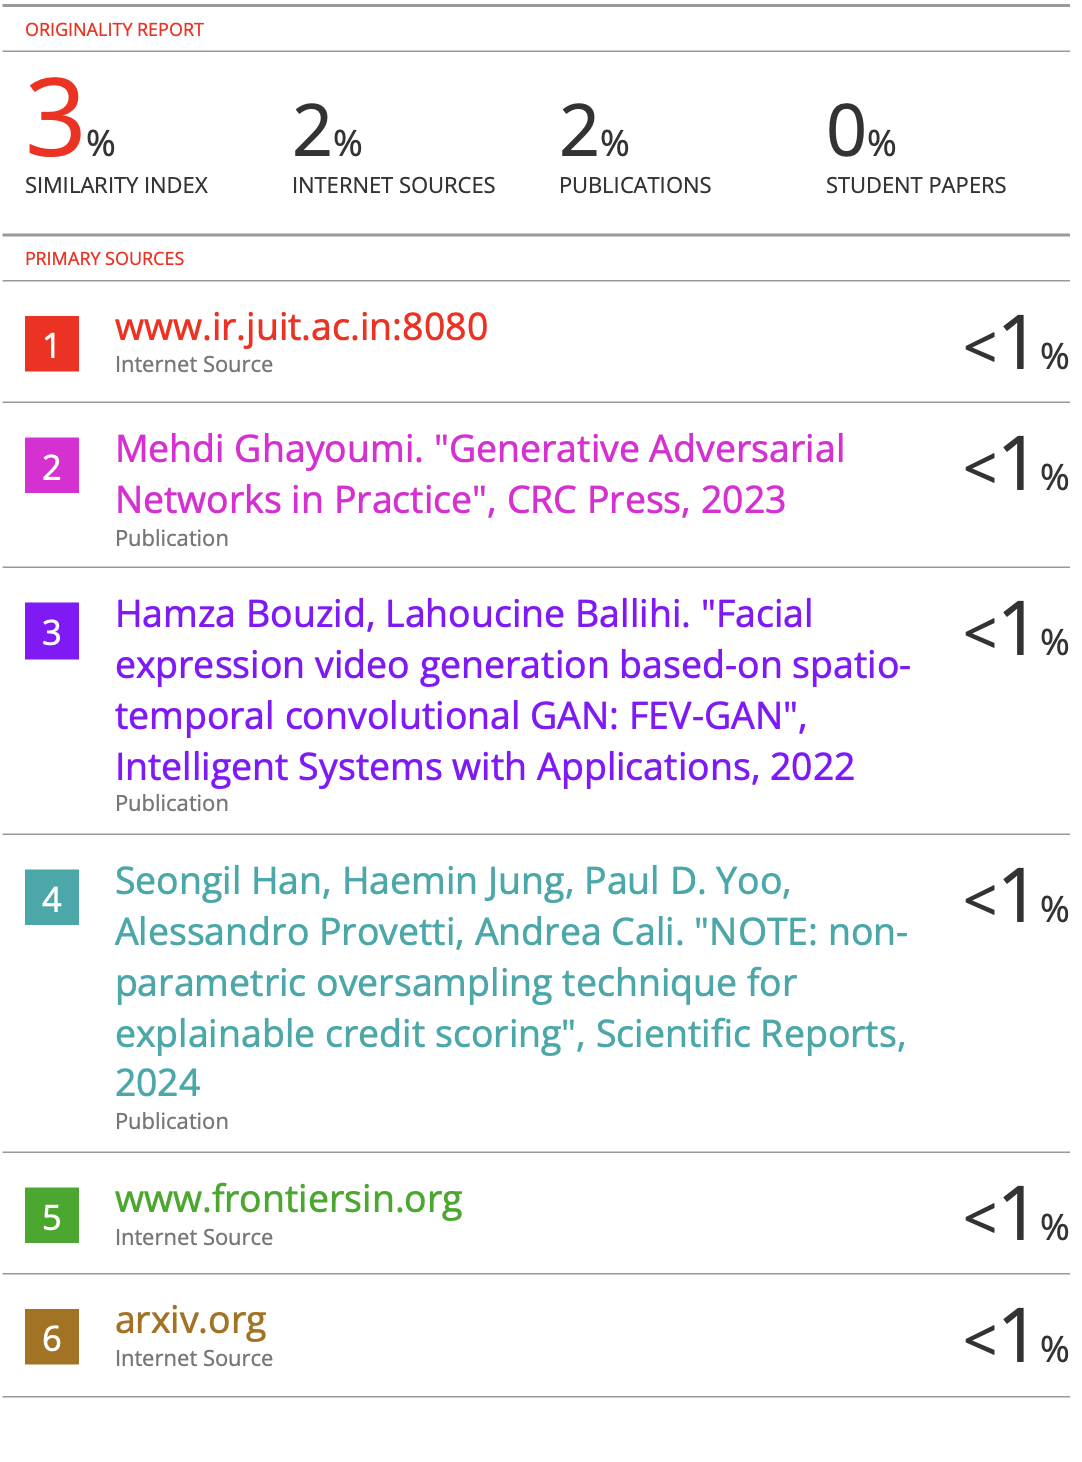 ORIGINALITY REPORT
3%
2%
2%
0%
SIMILARITY INDEX
INTERNET SOURCES
PUBLICATIONS
STUDENT PAPERS
PRIMARY SOURCES
1
www.ir.juit.ac.in:8080
Internet Source
<1%
2
Mehdi Ghayoumi. "Generative Adversarial
Networks in Practice", CRC Press, 2023
Publication
<1%
3
Hamza Bouzid, Lahoucine Ballihi. "Facial
expression video generation based-on spatio-
temporal convolutional GAN: FEV-GAN",
Intelligent Systems with Applications, 2022
Publication
<1%
4
Seongil Han, Haemin Jung, Paul D. Yoo,
Alessandro Provetti, Andrea Cali. "NOTE: non-
parametric oversampling technique for
explainable credit scoring", Scientific Reports,
2024
Publication
<1%
5
www.frontiersin.org
Internet Source
<1%
6
arxiv.org
Internet Source
<1%